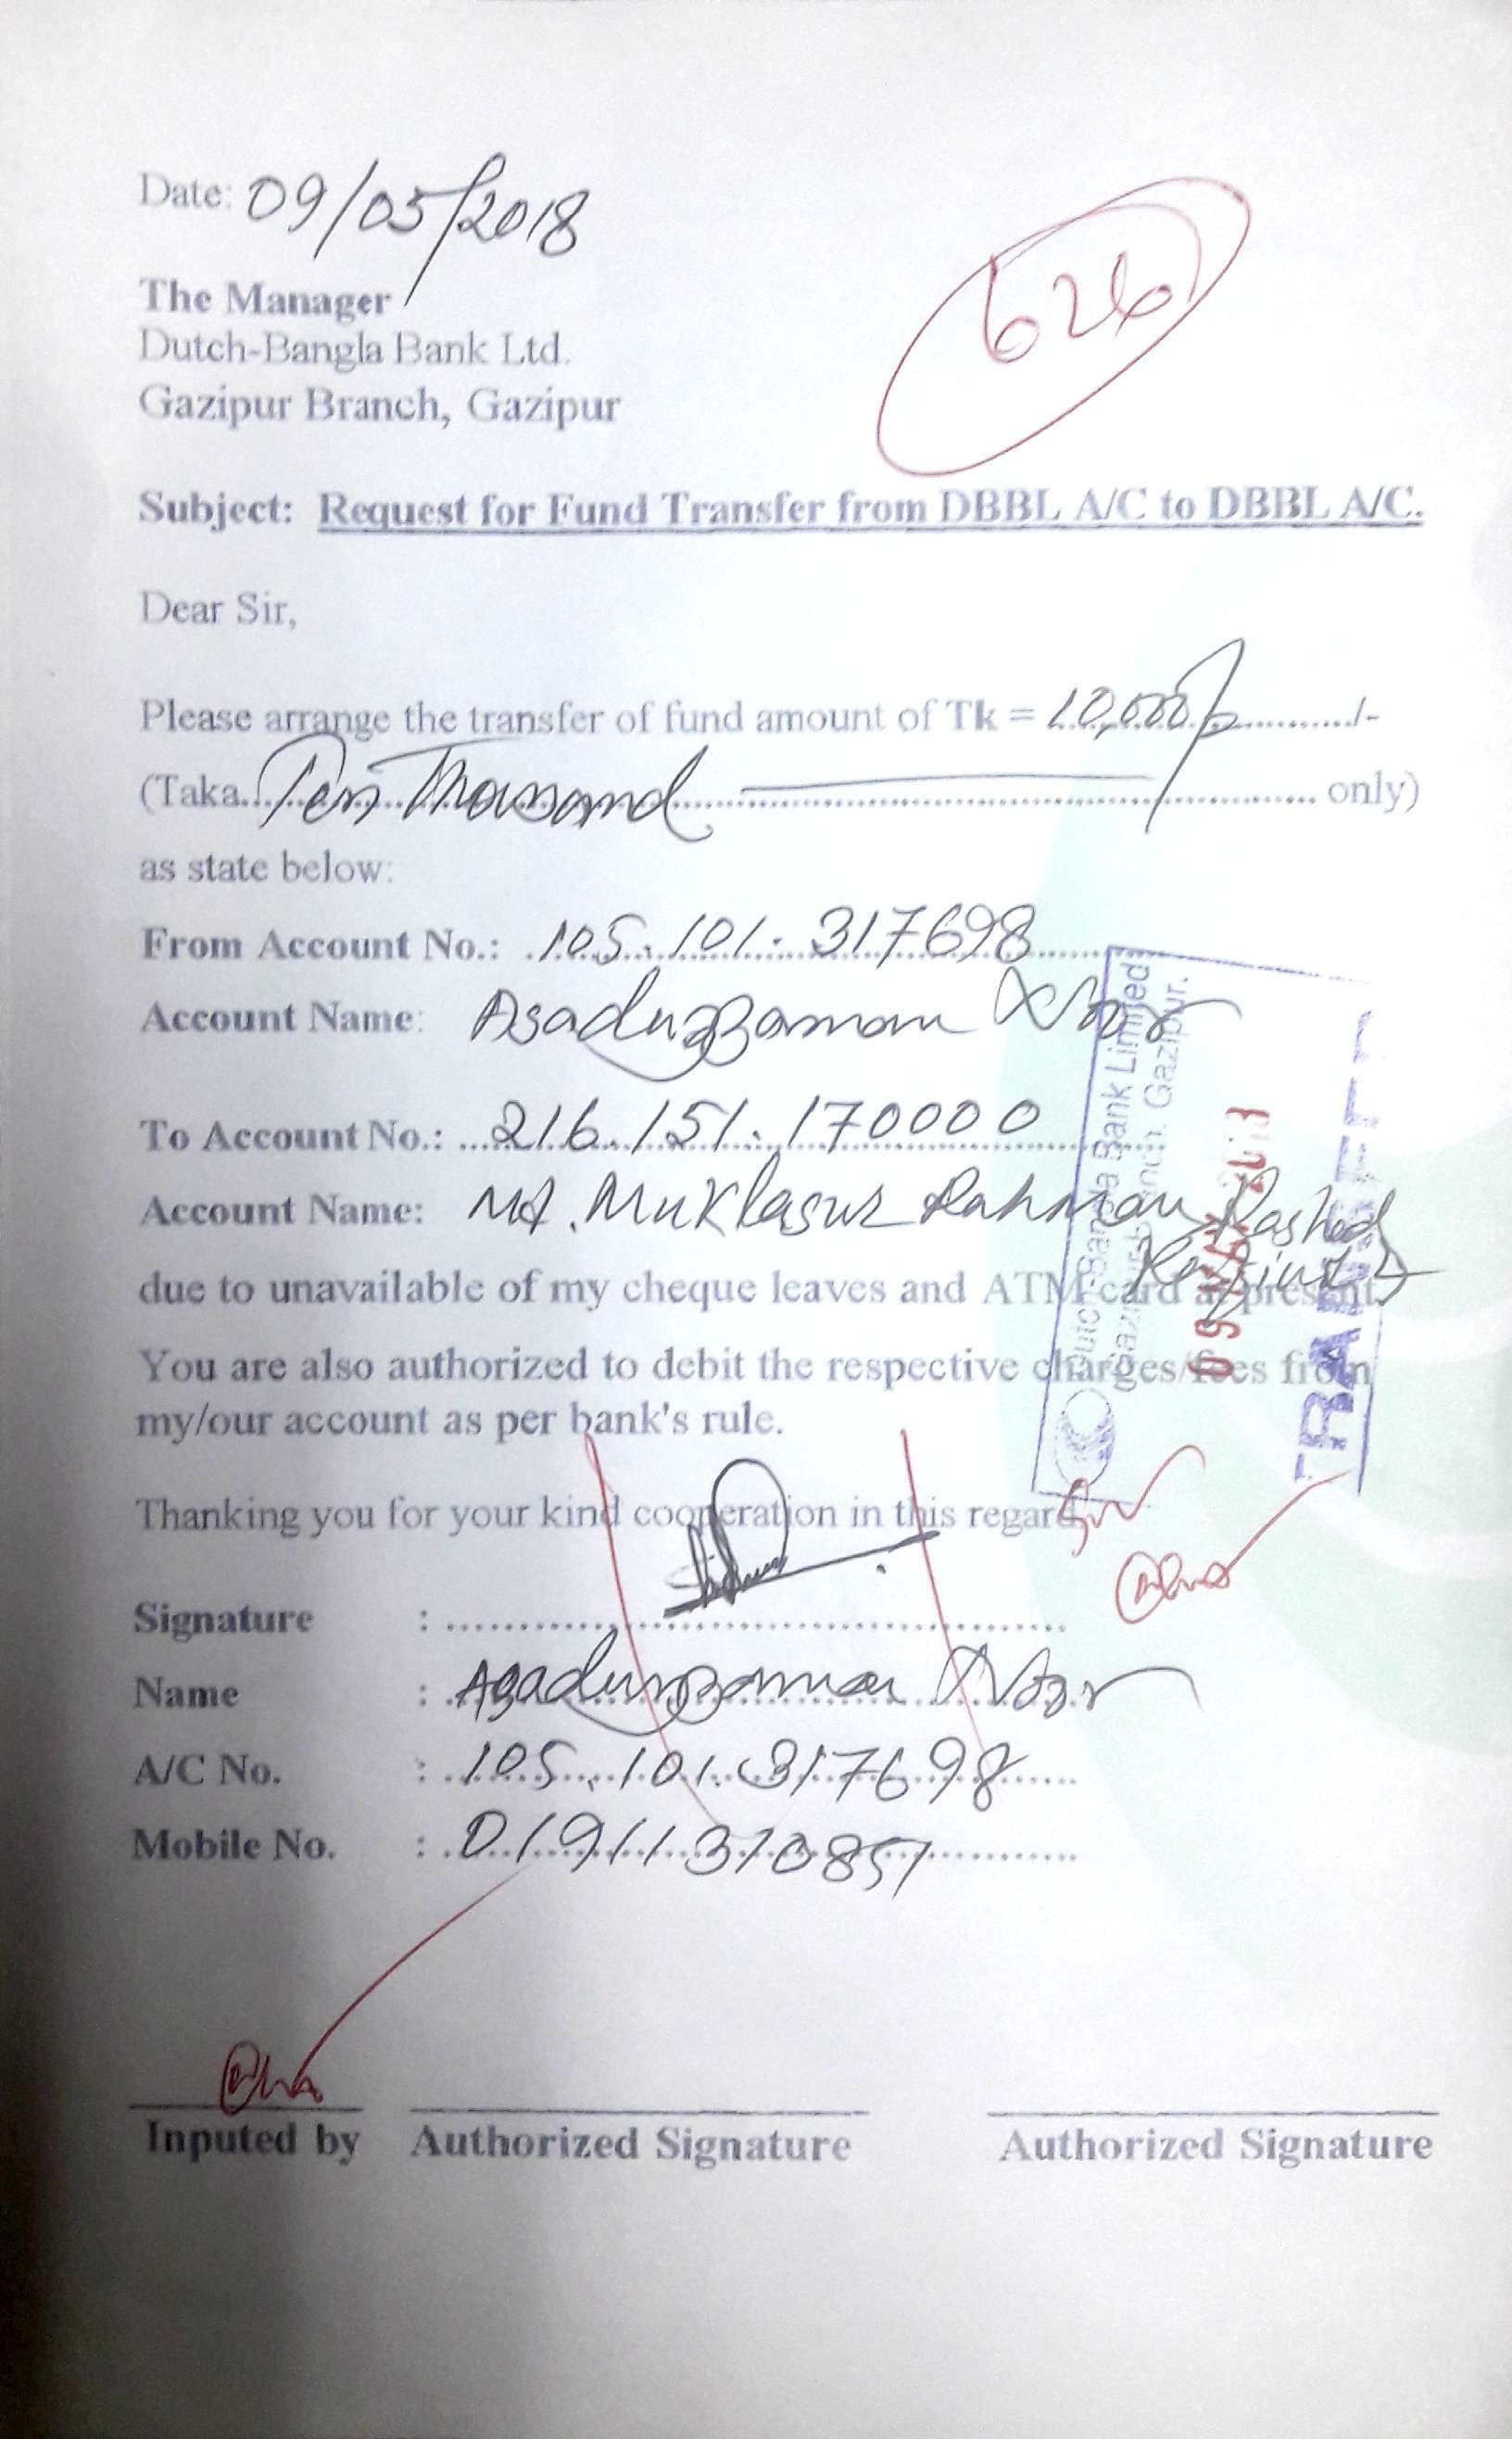 Date: 09/05/2018
626
The Manager
Dutch-Bangla Bank Ltd.
Gazipur Branch, Gazipur
Subject: Request for Fund Transfer from DBBL A/C to DBBL A/C.
Dear Sir,
Please arrange the transfer of fund amount of Tk = 10,000/- /-
(Taka Ten Thousand only)
as state below:
From Account No.: 105.101.317698
Account Name: Asaduzzaman Noor
To Account No.: 216.151.170000
Account Name: Md. Muklasur Rahman Rashed
due to unavailable of my cheque leaves and ATM card at present.
You are also authorized to debit the respective charges/fees from
my/our account as per bank's rule.
Dutch-Bangla Bank Limited
Gazipur Branch, Gazipur.
09 MAY 2018
TRANSFER
Thanking you for your kind cooperation in this regard.
Signature :
Name : Asaduzzaman Noor
A/C No. : 105.101.317698
Mobile No. : 01911310851
Inputed by Authorized Signature Authorized Signature